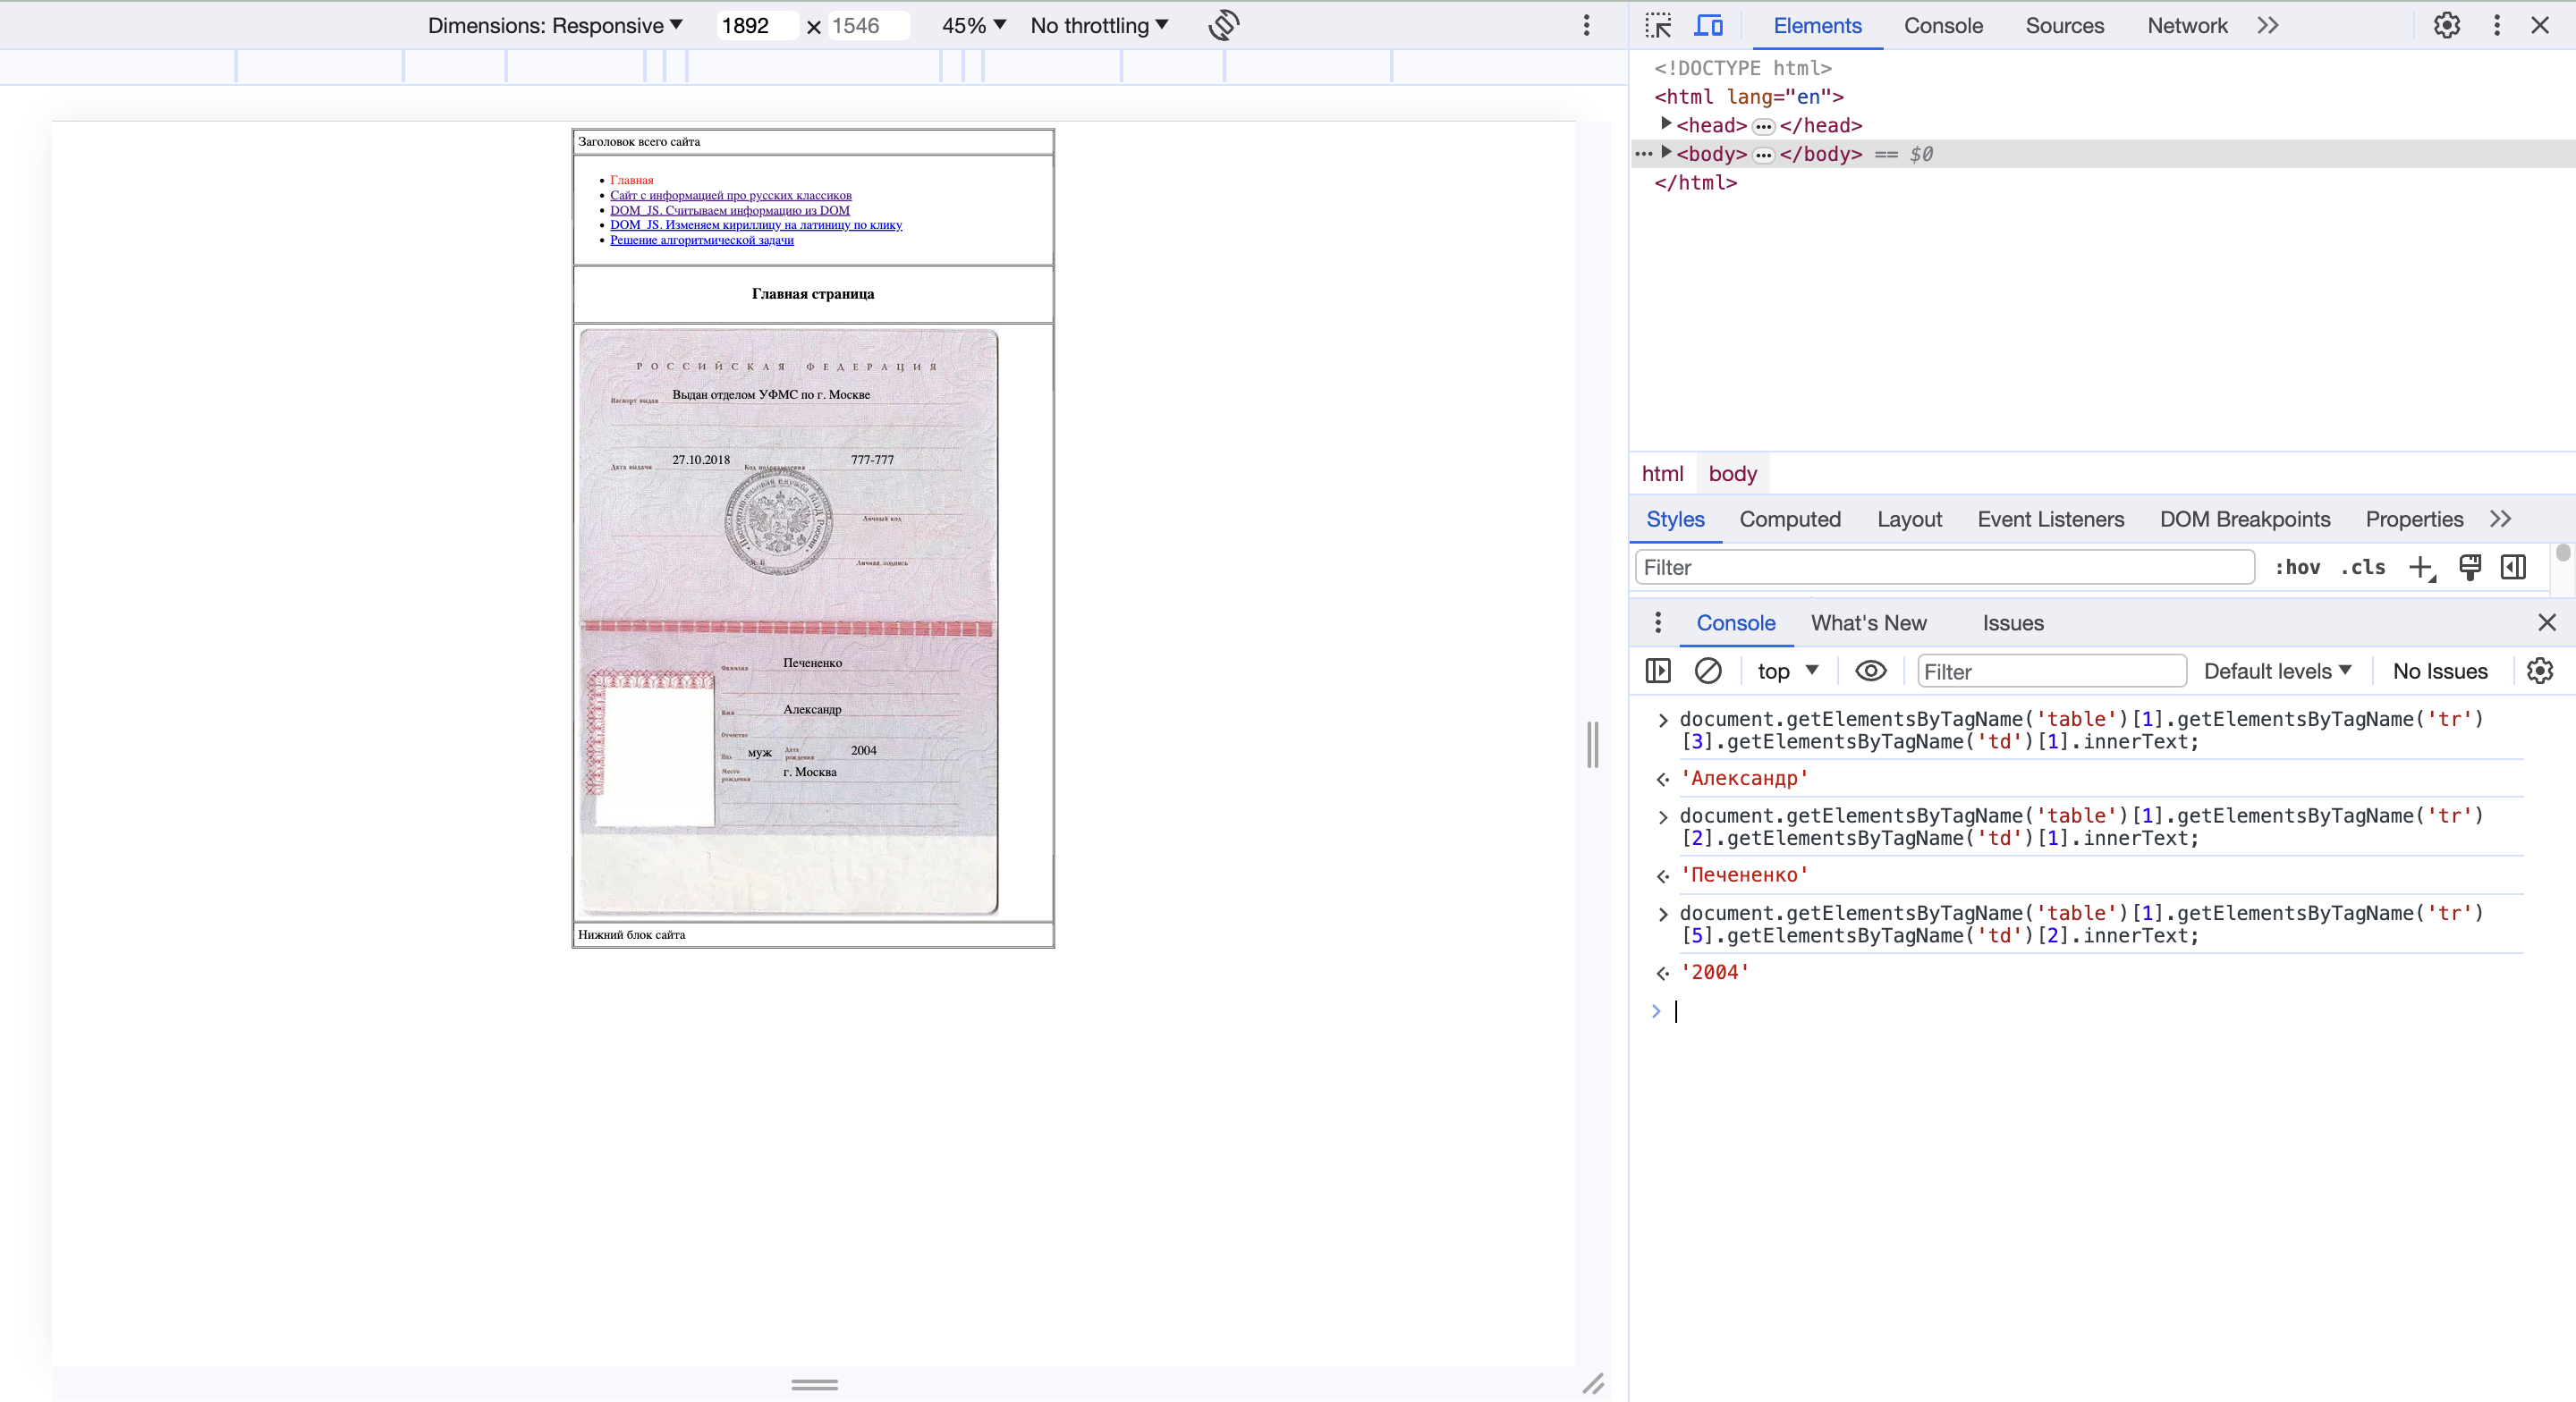 Dimensions: Responsive 1892 × 1546 45% No throttling
Заголовок всего сайта
Главная
Сайт с информацией про русских классиков
DOM_JS. Считываем информацию из DOM
DOM_JS. Изменяем кириллицу на латиницу по клику
Решение алгоритмической задачи
Главная страница
РОССИЙСКАЯ ФЕДЕРАЦИЯ
Паспорт выдан Выдан отделом УФМС по г. Москве
Дата выдачи 27.10.2018 Код подразделения 777-777
Личный код
Личная подпись
Фамилия Печененко
Имя Александр
Отчество
Пол муж Дата рождения 2004
Место рождения г. Москва
Нижний блок сайта
Elements Console Sources Network
<!DOCTYPE html>
<html lang="en">
<head> </head>
<body> </body> == $0
</html>
html body
Styles Computed Layout Event Listeners DOM Breakpoints Properties
Filter :hov .cls
Console What's New Issues
top Filter Default levels No Issues
document.getElementsByTagName('table')[1].getElementsByTagName('tr')
[3].getElementsByTagName('td')[1].innerText;
'Александр'
document.getElementsByTagName('table')[1].getElementsByTagName('tr')
[2].getElementsByTagName('td')[1].innerText;
'Печененко'
document.getElementsByTagName('table')[1].getElementsByTagName('tr')
[5].getElementsByTagName('td')[2].innerText;
'2004'